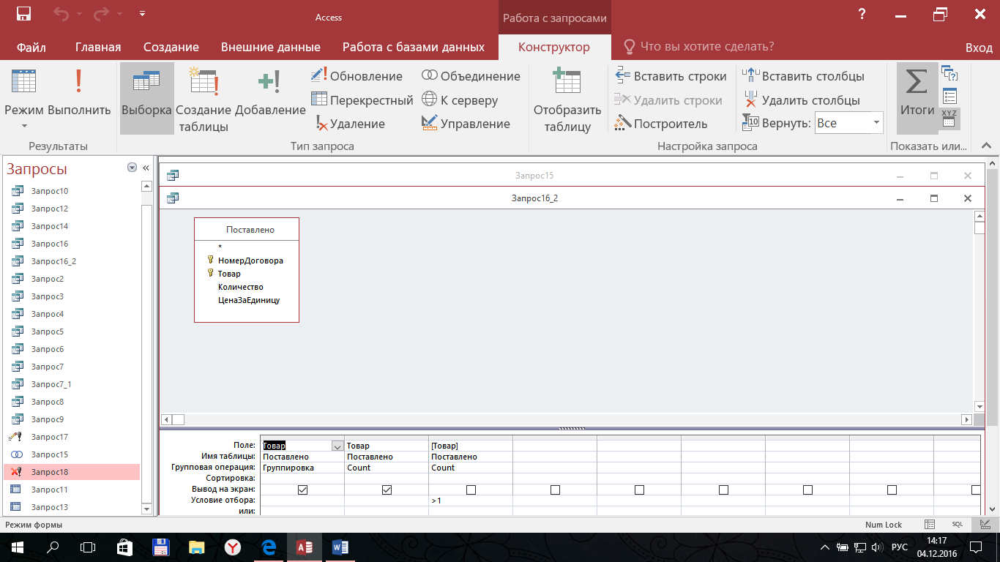 Access
Работа с запросами
?
Файл
Главная
Создание
Внешние данные
Работа с базами данных
Конструктор
Что вы хотите сделать?
Вход
Режим
Выполнить
Результаты
Выборка
Создание таблицы
Добавление
Обновление
Перекрестный
Удаление
Объединение
К серверу
Управление
Тип запроса
Отобразить таблицу
Вставить строки
Удалить строки
Построитель
Вставить столбцы
Удалить столбцы
10 Вернуть: Все
Настройка запроса
Σ
Итоги
XYZ
Показать или...
Запросы
«
Запрос10
Запрос12
Запрос14
Запрос16
Запрос16_2
Запрос2
Запрос3
Запрос4
Запрос5
Запрос6
Запрос7
Запрос7_1
Запрос8
Запрос9
Запрос17
Запрос15
Запрос18
Запрос11
Запрос13
Запрос15
Запрос16_2
Поставлено
*
НомерДоговора
Товар
Количество
ЦенаЗаЕдиницу
Поле: Товар Товар [Товар]
Имя таблицы: Поставлено Поставлено Поставлено
Групповая операция: Группировка Count Count
Сортировка:
Вывод на экран:
Условие отбора: >1
или:
Режим формы
Num Lock
SQL
РУС
14:17
04.12.2016